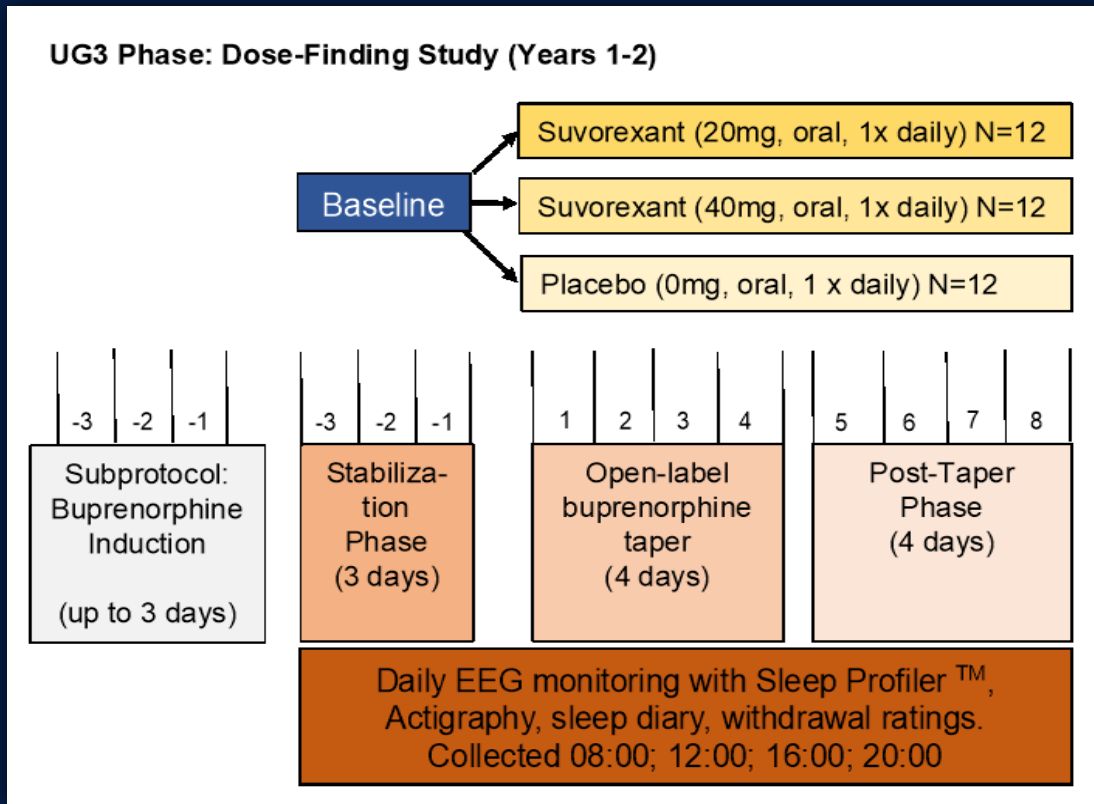 UG3 Phase: Dose-Finding Study (Years 1-2)
Suvorexant (20mg, oral, 1x daily) N=12
Baseline
Suvorexant (40mg, oral, 1x daily) N=12
Placebo (0mg, oral, 1 x daily) N=12
-3 -2 -1
-3 -2 -1
1 2 3 4
5 6 7 8
Subprotocol:
Buprenorphine
Induction
(up to 3 days)
Stabiliza-
tion
Phase
(3 days)
Open-label
buprenorphine
taper
(4 days)
Post-Taper
Phase
(4 days)
Daily EEG monitoring with Sleep Profiler ™,
Actigraphy, sleep diary, withdrawal ratings.
Collected 08:00; 12:00; 16:00; 20:00